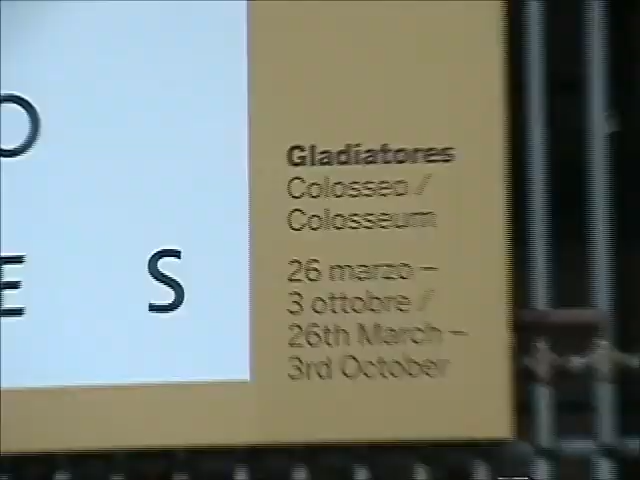 O
E S
Gladiatores
Colosseo /
Colosseum
26 marzo –
3 ottobre /
26th March –
3rd October